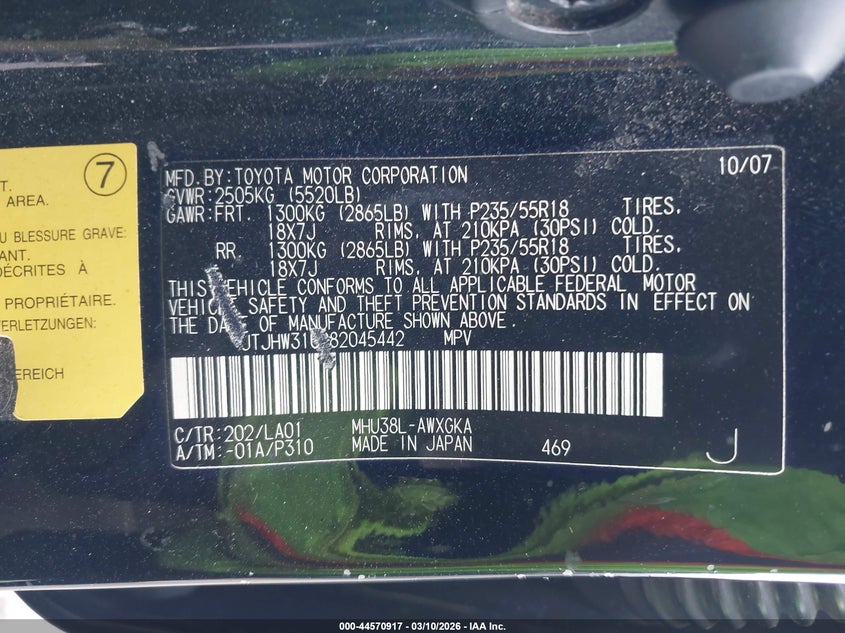 7
T.
AREA.
U BLESSURE GRAVE:
ANT.
DÉCRITES À
PROPRIÉTAIRE.
ERLETZUNGEN:
EREICH
MFD.BY:TOYOTA MOTOR CORPORATION 10/07
GVWR:2505KG (5520LB)
GAWR:FRT. 1300KG (2865LB) WITH P235/55R18 TIRES,
18X7J RIMS, AT 210KPA (30PSI) COLD.
RR. 1300KG (2865LB) WITH P235/55R18 TIRES,
18X7J RIMS, AT 210KPA (30PSI) COLD.
THIS VEHICLE CONFORMS TO ALL APPLICABLE FEDERAL MOTOR
VEHICLE SAFETY AND THEFT PREVENTION STANDARDS IN EFFECT ON
THE DATE OF MANUFACTURE SHOWN ABOVE.
MPV
C/TR:202/LA01 MHU38L-AWXGKA
A/TM:-01A/P310 MADE IN JAPAN 469 J
000-44570917 - 03/10/2026 - IAA Inc.